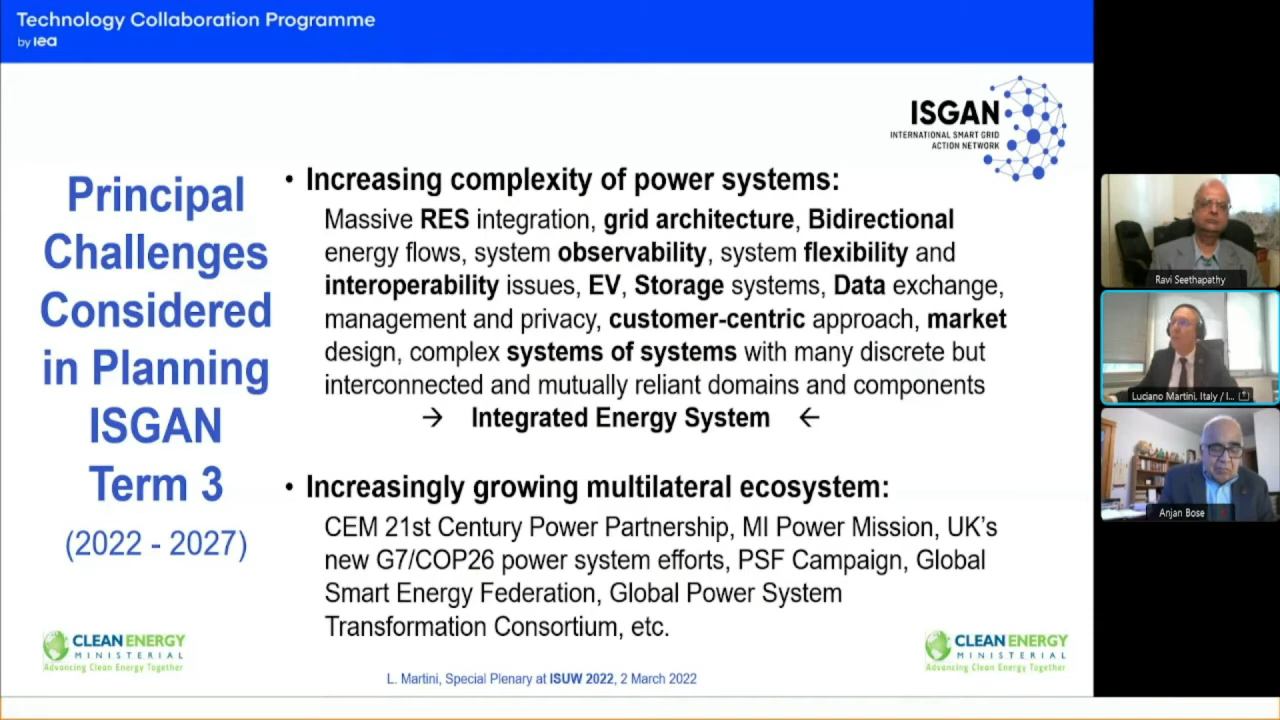 Technology Collaboration Programme
by iea
ISGAN
INTERNATIONAL SMART GRID
ACTION NETWORK
Principal
Challenges
Considered
in Planning
ISGAN
Term 3
(2022 - 2027)
• Increasing complexity of power systems:
Massive RES integration, grid architecture, Bidirectional
energy flows, system observability, system flexibility and
interoperability issues, EV, Storage systems, Data exchange,
management and privacy, customer-centric approach, market
design, complex systems of systems with many discrete but
interconnected and mutually reliant domains and components
→ Integrated Energy System ←
• Increasingly growing multilateral ecosystem:
CEM 21st Century Power Partnership, MI Power Mission, UK's
new G7/COP26 power system efforts, PSF Campaign, Global
Smart Energy Federation, Global Power System
Transformation Consortium, etc.
CLEAN ENERGY
MINISTERIAL
Advancing Clean Energy Together
CLEAN ENERGY
MINISTERIAL
Advancing Clean Energy Together
L. Martini, Special Plenary at ISUW 2022, 2 March 2022
Ravi Seethapathy
Luciano Martini, Italy / I...
Anjan Bose